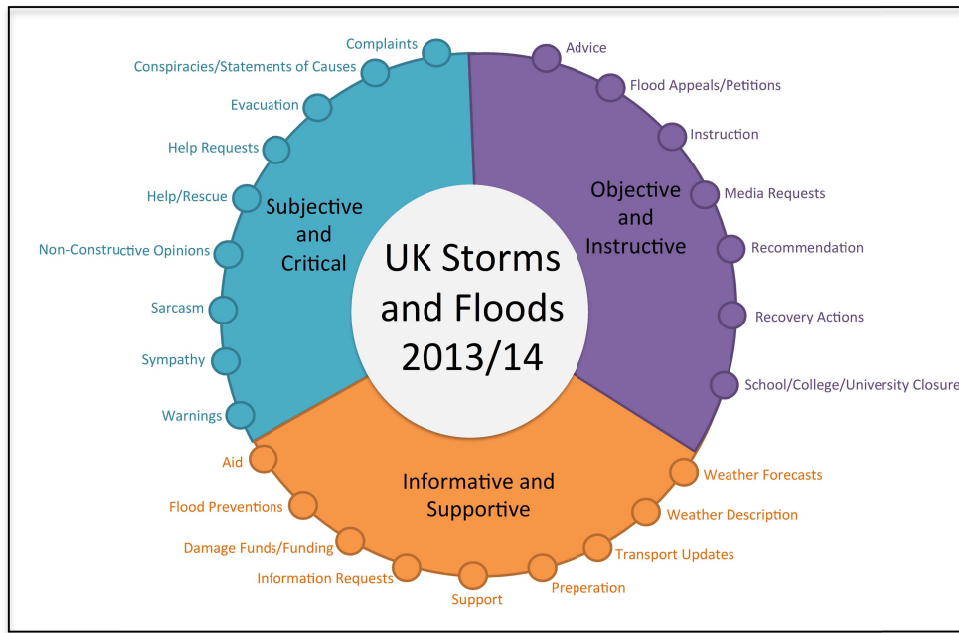 Complaints
Conspiracies/Statements of Causes
Evacuation
Help Requests
Help/Rescue
Non-Constructive Opinions
Sarcasm
Sympathy
Warnings
Subjective
and
Critical
Advice
Flood Appeals/Petitions
Instruction
Media Requests
Recommendation
Recovery Actions
School/College/University Closure
Objective
and
Instructive
UK Storms
and Floods
2013/14
Informative and
Supportive
Aid
Flood Preventions
Damage Funds/Funding
Information Requests
Support
Preperation
Transport Updates
Weather Description
Weather Forecasts